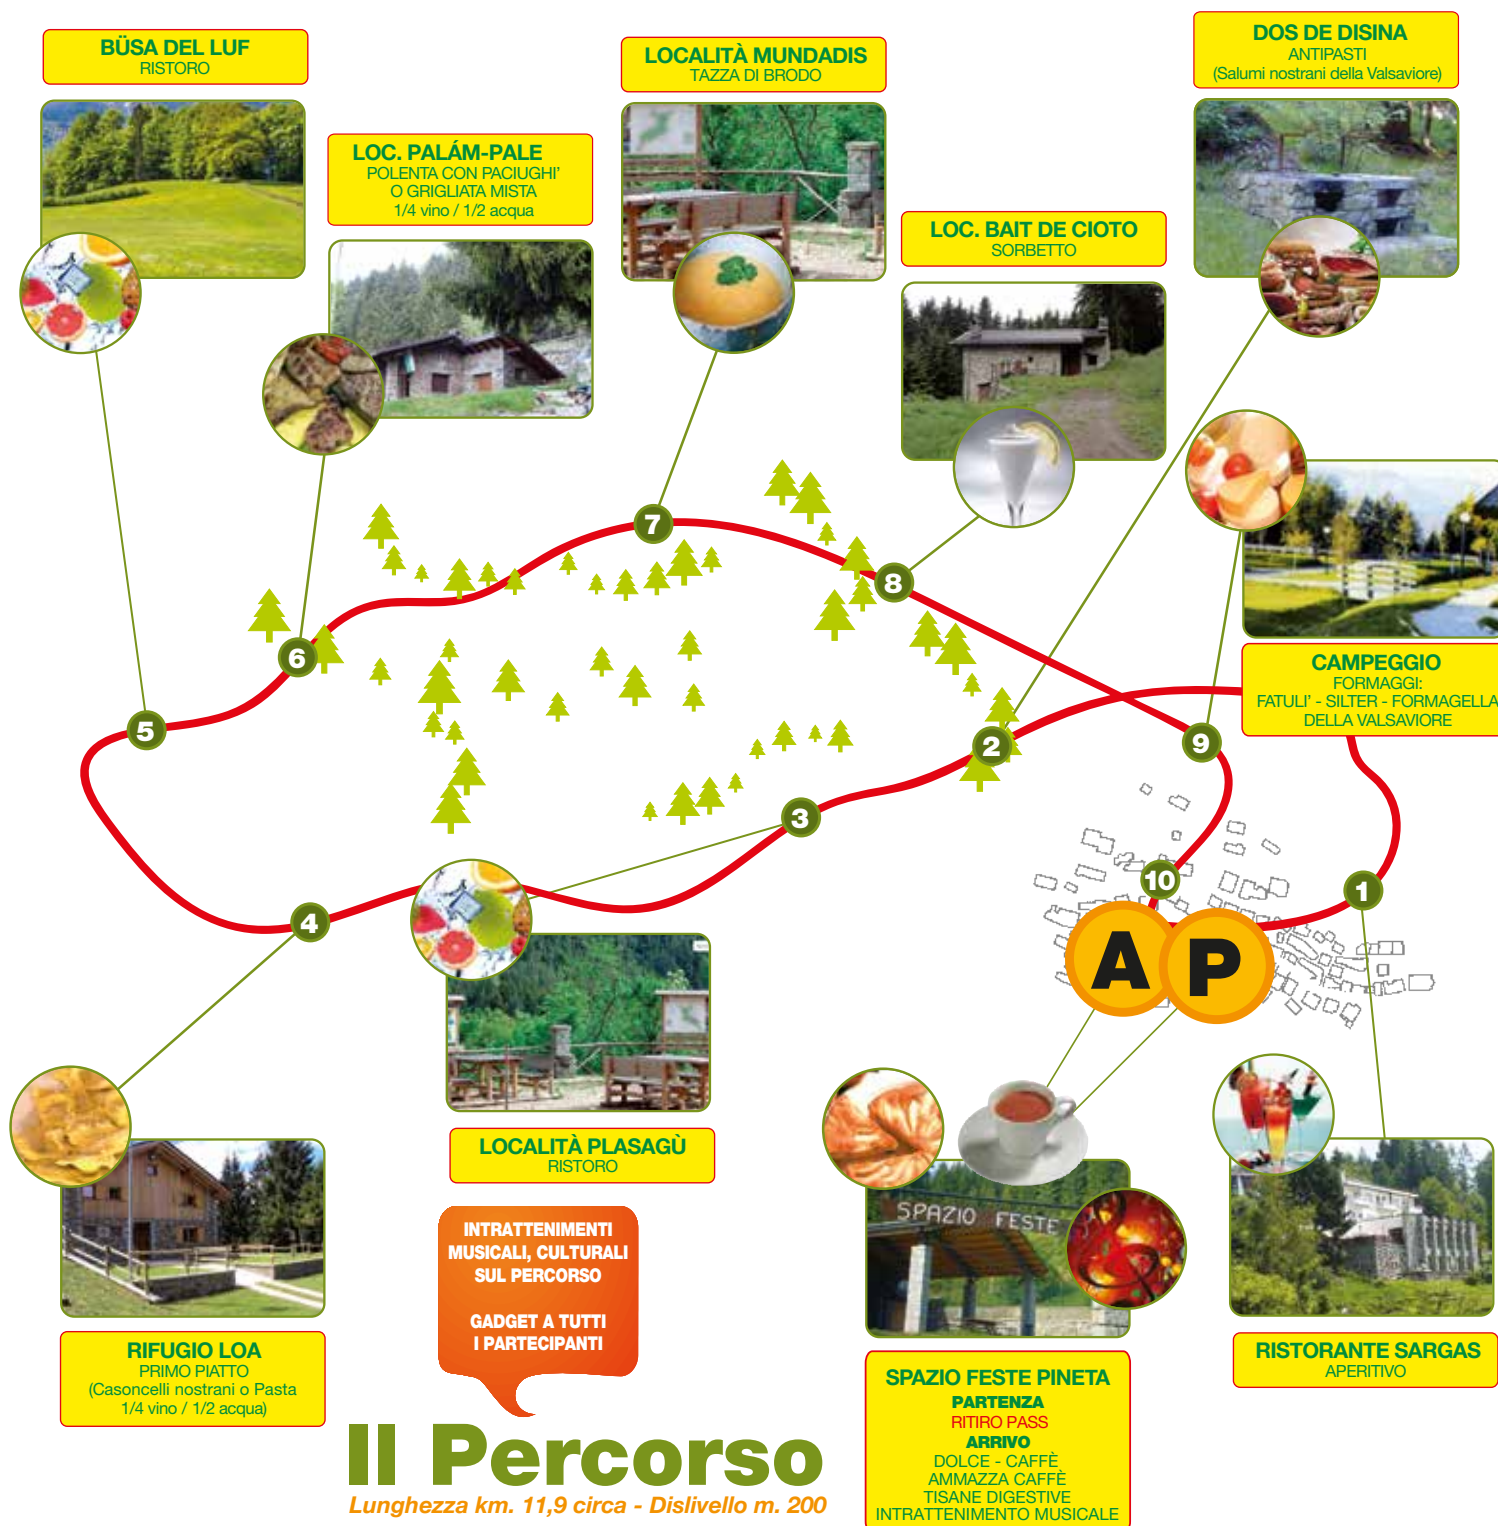 BÜSA DEL LUF
RISTORO
LOC. PALÁM-PALE
POLENTA CON PACIUGHI'
O GRIGLIATA MISTA
1/4 vino / 1/2 acqua
LOCALITÀ MUNDADIS
TAZZA DI BRODO
LOC. BAIT DE CIOTO
SORBETTO
DOS DE DISINA
ANTIPASTI
(Salumi nostrani della Valsaviore)
CAMPEGGIO
FORMAGGI:
FATULI' - SILTER - FORMAGELLA
DELLA VALSAVIORE
7
8
6
5
2
9
3
10
1
4
A
P
LOCALITÀ PLASAGÙ
RISTORO
INTRATTENIMENTI
MUSICALI, CULTURALI
SUL PERCORSO
GADGET A TUTTI
I PARTECIPANTI
RIFUGIO LOA
PRIMO PIATTO
(Casoncelli nostrani o Pasta
1/4 vino / 1/2 acqua)
SPAZIO FESTE
SPAZIO FESTE PINETA
PARTENZA
RITIRO PASS
ARRIVO
DOLCE - CAFFÈ
AMMAZZA CAFFÈ
TISANE DIGESTIVE
INTRATTENIMENTO MUSICALE
RISTORANTE SARGAS
APERITIVO
Il Percorso
Lunghezza km. 11,9 circa - Dislivello m. 200